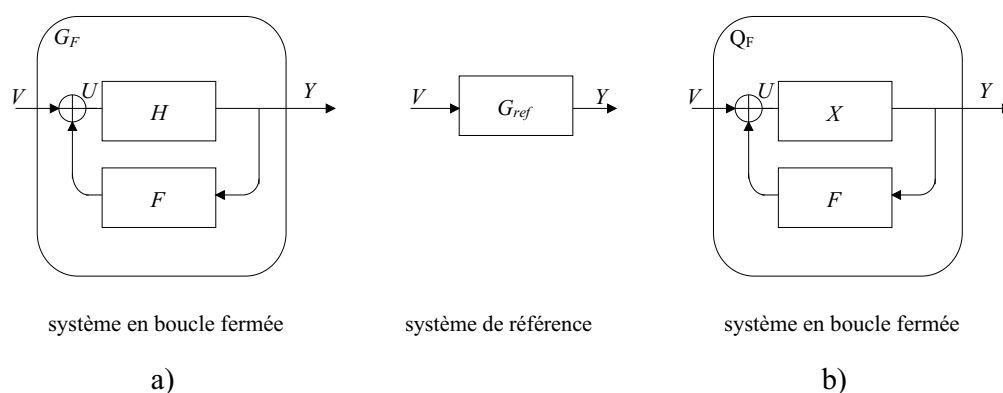 G_F
V U H Y
F
V G_ref Y
Q_F
V U X Y
F
système en boucle fermée
système de référence
système en boucle fermée
a)
b)